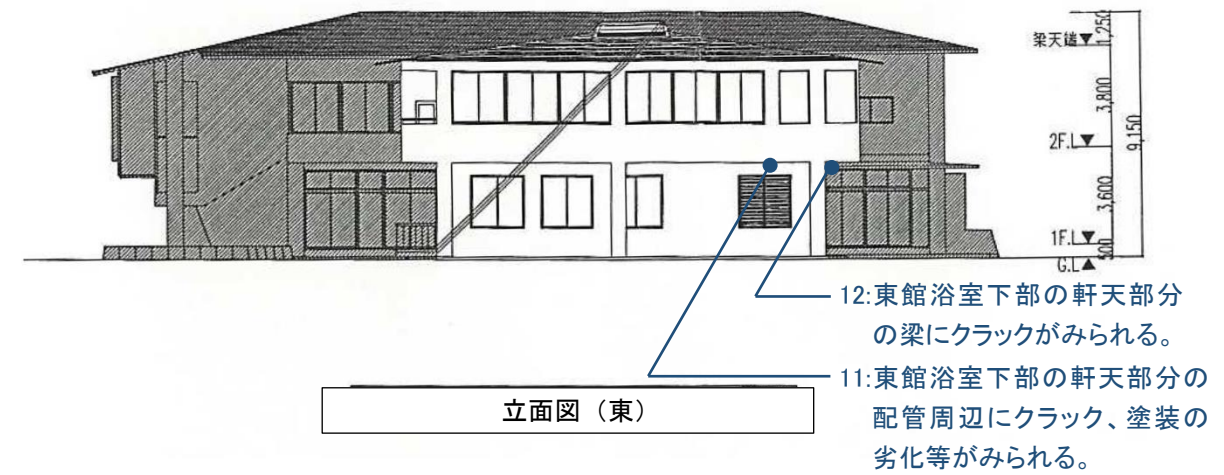 1,250
梁天端▼
3,800
2F.L▼
9,150
3,600
1F.L▼
500
G.L▲
12:東館浴室下部の軒天部分
の梁にクラックがみられる。
11:東館浴室下部の軒天部分の
配管周辺にクラック、塗装の
劣化等がみられる。
立面図（東）